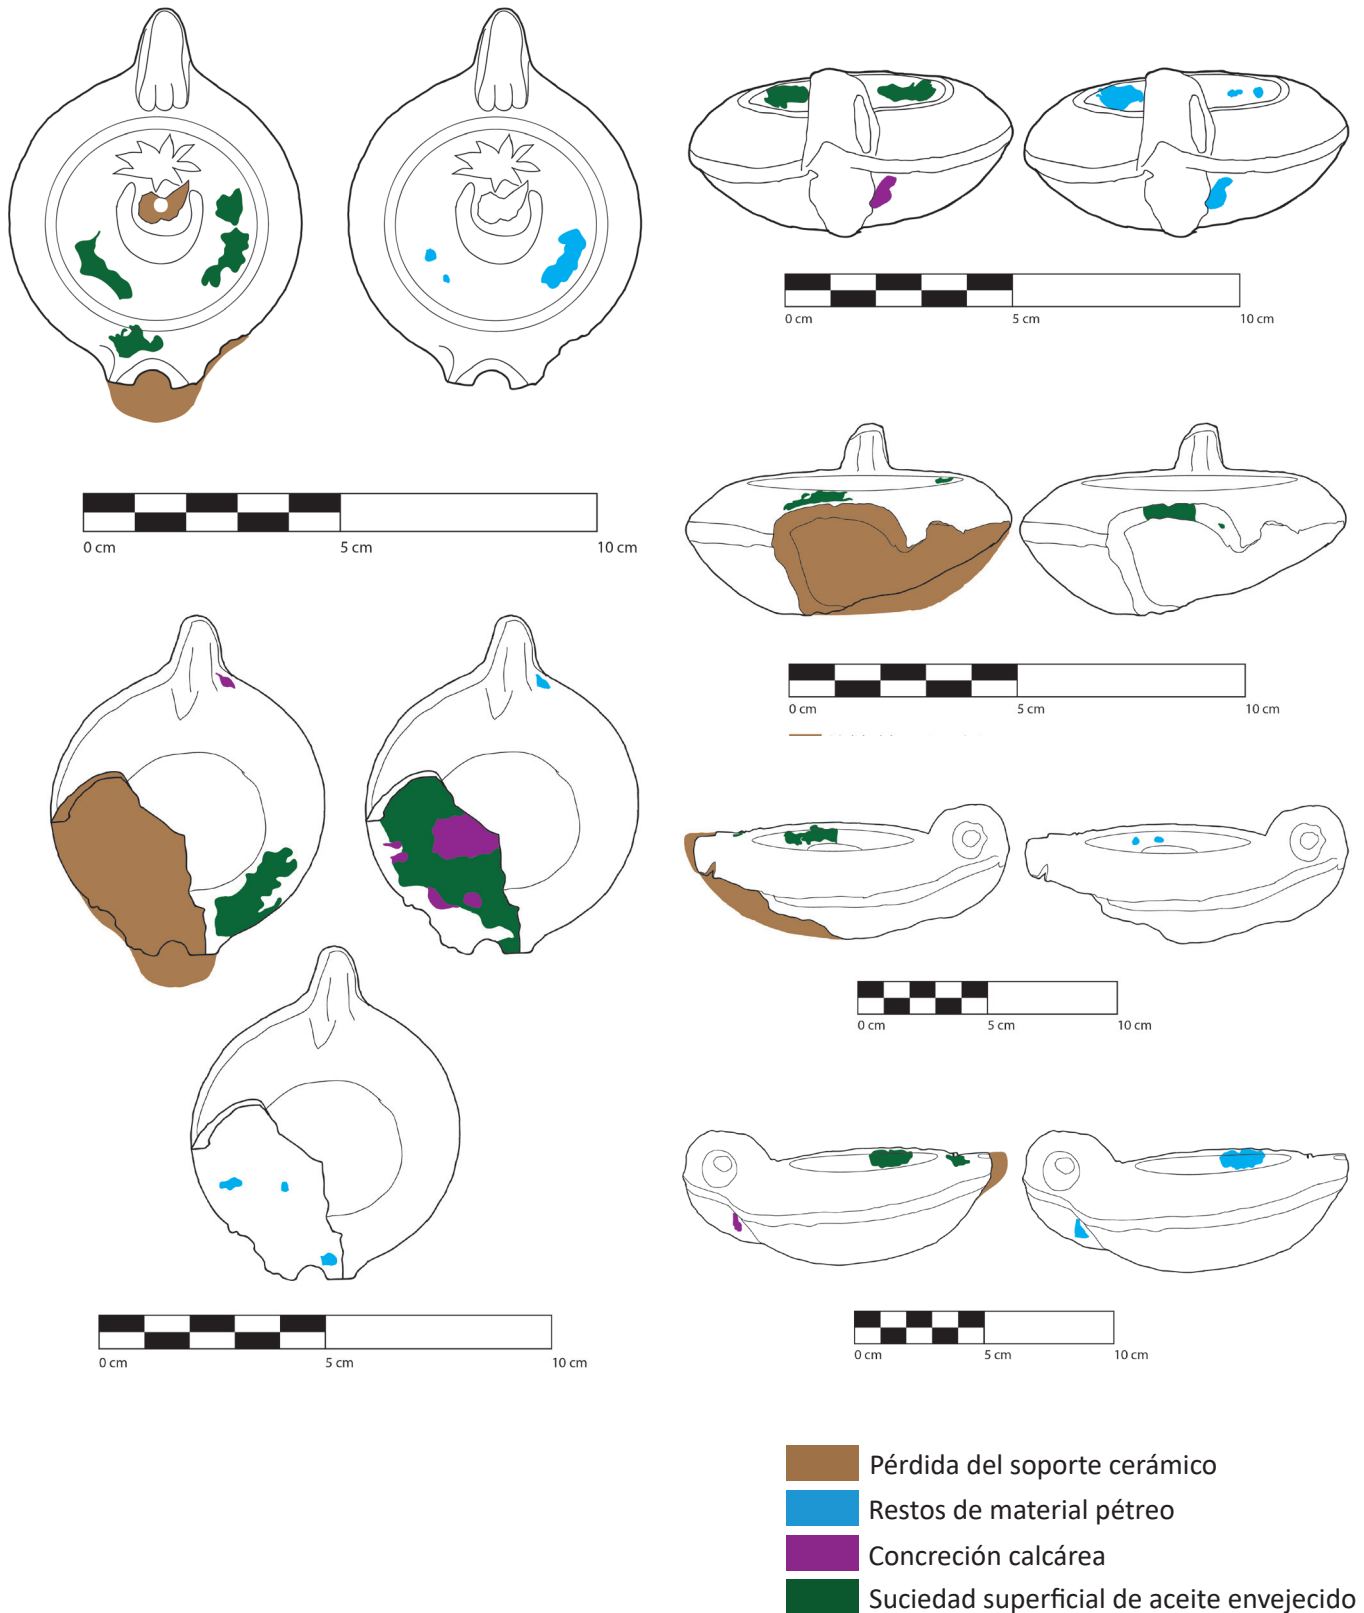 0 cm 5 cm 10 cm
0 cm 5 cm 10 cm
0 cm 5 cm 10 cm
0 cm 5 cm 10 cm
0 cm 5 cm 10 cm
0 cm 5 cm 10 cm
Pérdida del soporte cerámico
Restos de material pétreo
Concreción calcárea
Suciedad superficial de aceite envejecido